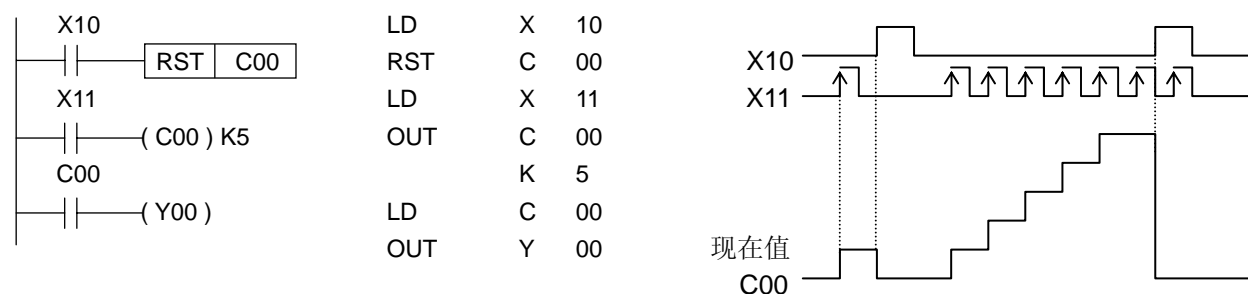 X10
RST C00
X11
( C00 ) K5
C00
( Y00 )
LD X 10
RST C 00
LD X 11
OUT C 00
K 5
LD C 00
OUT Y 00
X10
X11
现在值
C00